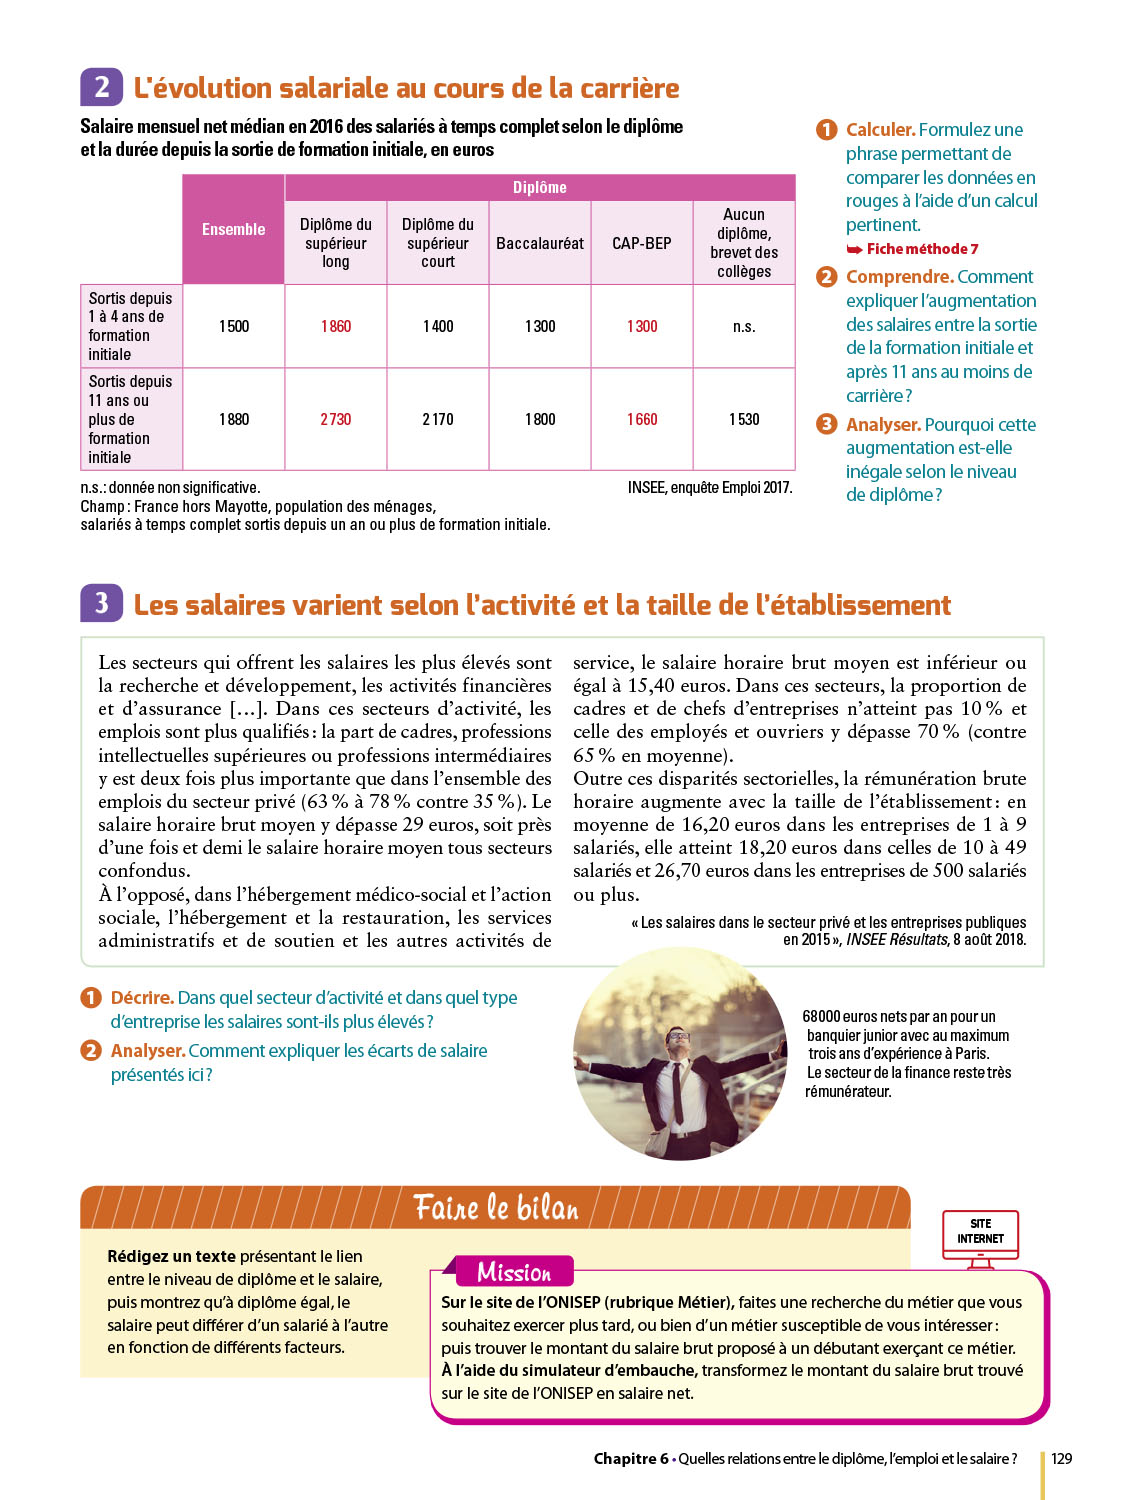 2 L'évolution salariale au cours de la carrière
Salaire mensuel net médian en 2016 des salariés à temps complet selon le diplôme
et la durée depuis la sortie de formation initiale, en euros
Ensemble
Diplôme
Diplôme du
supérieur
long
Diplôme du
supérieur
court
Baccalauréat
CAP-BEP
Aucun
diplôme,
brevet des
collèges
Sortis depuis
1 à 4 ans de
formation
initiale
1 500
1 860
1 400
1 300
1 300
n.s.
Sortis depuis
11 ans ou
plus de
formation
initiale
1 880
2 730
2 170
1 800
1 660
1 530
n.s. : donnée non significative.
INSEE, enquête Emploi 2017.
Champ : France hors Mayotte, population des ménages,
salariés à temps complet sortis depuis un an ou plus de formation initiale.
1 Calculer. Formulez une
phrase permettant de
comparer les données en
rouges à l'aide d'un calcul
pertinent.
➥ Fiche méthode 7
2 Comprendre. Comment
expliquer l'augmentation
des salaires entre la sortie
de la formation initiale et
après 11 ans au moins de
carrière ?
3 Analyser. Pourquoi cette
augmentation est-elle
inégale selon le niveau
de diplôme ?
3 Les salaires varient selon l'activité et la taille de l'établissement
Les secteurs qui offrent les salaires les plus élevés sont
la recherche et développement, les activités financières
et d'assurance […]. Dans ces secteurs d'activité, les
emplois sont plus qualifiés : la part de cadres, professions
intellectuelles supérieures ou professions intermédiaires
y est deux fois plus importante que dans l'ensemble des
emplois du secteur privé (63 % à 78 % contre 35 %). Le
salaire horaire brut moyen y dépasse 29 euros, soit près
d'une fois et demi le salaire horaire moyen tous secteurs
confondus.
À l'opposé, dans l'hébergement médico-social et l'action
sociale, l'hébergement et la restauration, les services
administratifs et de soutien et les autres activités de
service, le salaire horaire brut moyen est inférieur ou
égal à 15,40 euros. Dans ces secteurs, la proportion de
cadres et de chefs d'entreprises n'atteint pas 10 % et
celle des employés et ouvriers y dépasse 70 % (contre
65 % en moyenne).
Outre ces disparités sectorielles, la rémunération brute
horaire augmente avec la taille de l'établissement : en
moyenne de 16,20 euros dans les entreprises de 1 à 9
salariés, elle atteint 18,20 euros dans celles de 10 à 49
salariés et 26,70 euros dans les entreprises de 500 salariés
ou plus.
« Les salaires dans le secteur privé et les entreprises publiques
en 2015 », INSEE Résultats, 8 août 2018.
1 Décrire. Dans quel secteur d'activité et dans quel type
d'entreprise les salaires sont-ils plus élevés ?
2 Analyser. Comment expliquer les écarts de salaire
présentés ici ?
68 000 euros nets par an pour un
banquier junior avec au maximum
trois ans d'expérience à Paris.
Le secteur de la finance reste très
rémunérateur.
Faire le bilan
Rédigez un texte présentant le lien
entre le niveau de diplôme et le salaire,
puis montrez qu'à diplôme égal, le
salaire peut différer d'un salarié à l'autre
en fonction de différents facteurs.
SITE
INTERNET
Mission
Sur le site de l'ONISEP (rubrique Métier), faites une recherche du métier que vous
souhaitez exercer plus tard, ou bien d'un métier susceptible de vous intéresser :
puis trouver le montant du salaire brut proposé à un débutant exerçant ce métier.
À l'aide du simulateur d'embauche, transformez le montant du salaire brut trouvé
sur le site de l'ONISEP en salaire net.
Chapitre 6 • Quelles relations entre le diplôme, l'emploi et le salaire ? 129